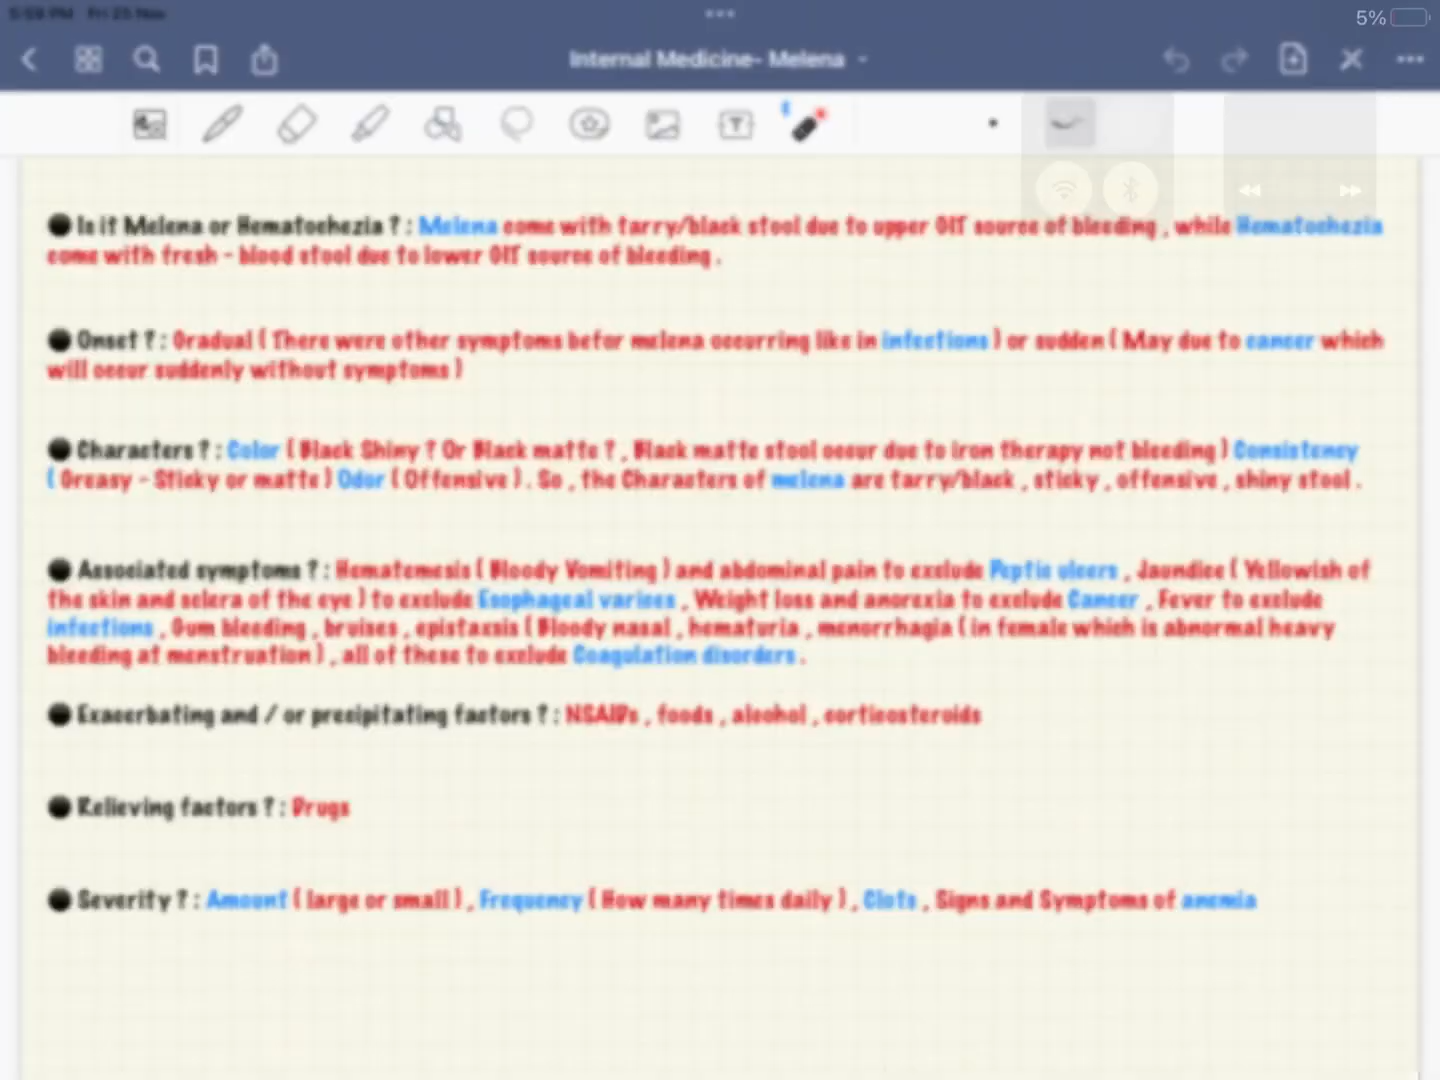 5:59 PM Fri 25 Nov
5%
Internal Medicine- Melena
Is it Melena or Hematochezia ? : Melena come with tarry/black stool due to upper GIT source of bleeding , while Hematochezia
come with fresh - blood stool due to lower GIT source of bleeding .
Onset ? : Gradual ( There were other symptoms befor melena occurring like in infections ) or sudden ( May due to cancer which
will occur suddenly without symptoms )
Characters ? : Color ( Black Shiny ? Or Black matte ? , Black matte stool occur due to iron therapy not bleeding ) Consistency
( Greasy - Sticky or matte ) Odor ( Offensive ) . So , the Characters of melena are tarry/black , sticky , offensive , shiny stool .
Associated symptoms ? : Hematemesis ( Bloody Vomiting ) and abdominal pain to exclude Peptic ulcers , Jaundice ( Yellowish of
the skin and sclera of the eye ) to exclude Esophageal varices , Weight loss and anorexia to exclude Cancer , Fever to exclude
infections , Gum bleeding , bruises , epistaxsis ( Bloody nasal , hematuria , menorrhagia ( in female which is abnormal heavy
bleeding at menstruation ) , all of these to exclude Coagulation disorders .
Exacerbating and / or precipitating factors ? : NSAIDs , foods , alcohol , corticosteroids
Relieving factors ? : Drugs
Severity ? : Amount ( large or small ) , Frequency ( How many times daily ) , Clots , Signs and Symptoms of anemia